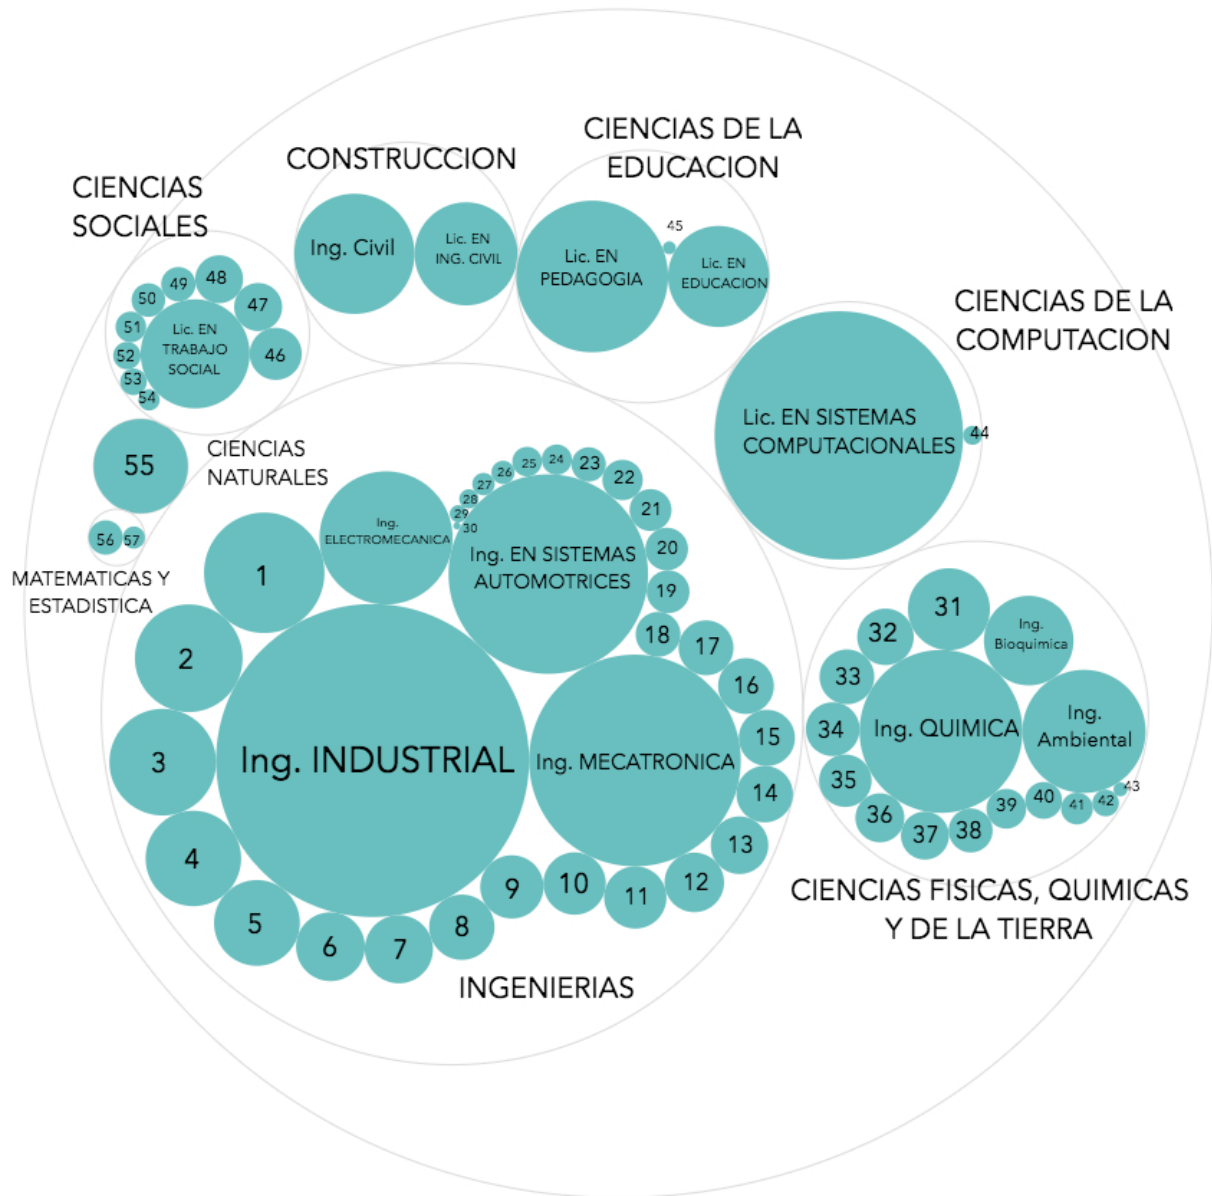 CIENCIAS DE LA
EDUCACION
CONSTRUCCION
CIENCIAS
SOCIALES
Ing. Civil
Lic. EN
ING. CIVIL
Lic. EN
PEDAGOGIA
45
Lic. EN
EDUCACION
50
49
48
47
51
52
53
54
Lic. EN
TRABAJO
SOCIAL
46
CIENCIAS DE LA
COMPUTACION
Lic. EN SISTEMAS
COMPUTACIONALES
44
55
CIENCIAS
NATURALES
56
57
MATEMATICAS Y
ESTADISTICA
Ing.
ELECTROMECANICA
30
29
28
27
26
25
24
23
22
21
20
19
18
17
16
15
14
13
12
11
10
9
8
7
6
5
4
3
2
1
Ing. EN SISTEMAS
AUTOMOTRICES
Ing. INDUSTRIAL
Ing. MECATRONICA
INGENIERIAS
31
32
33
34
35
36
37
38
39
40
41
42
43
Ing.
Bioquimica
Ing. QUIMICA
Ing.
Ambiental
CIENCIAS FISICAS, QUIMICAS
Y DE LA TIERRA